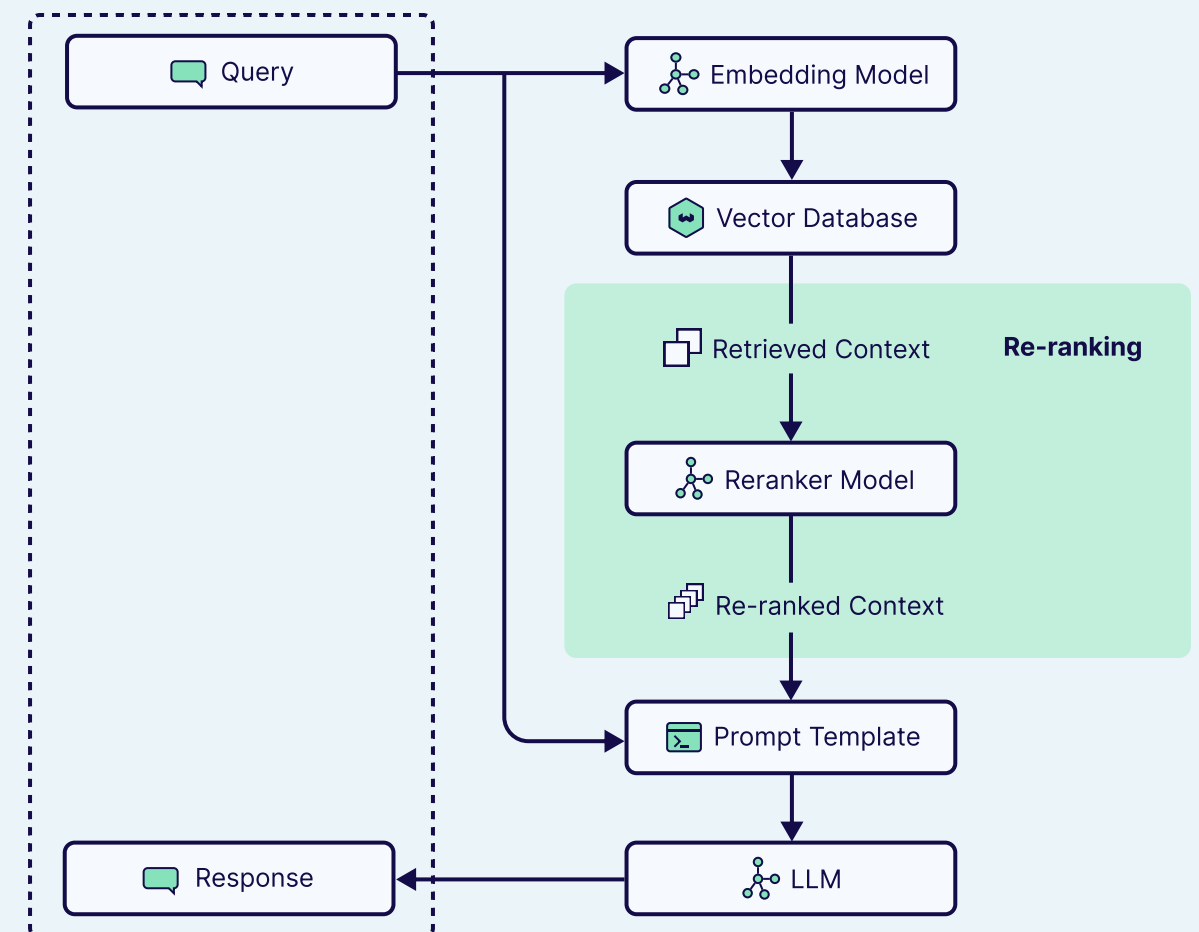 Query
Embedding Model
Vector Database
Retrieved Context
Re-ranking
Reranker Model
Re-ranked Context
Prompt Template
Response
LLM